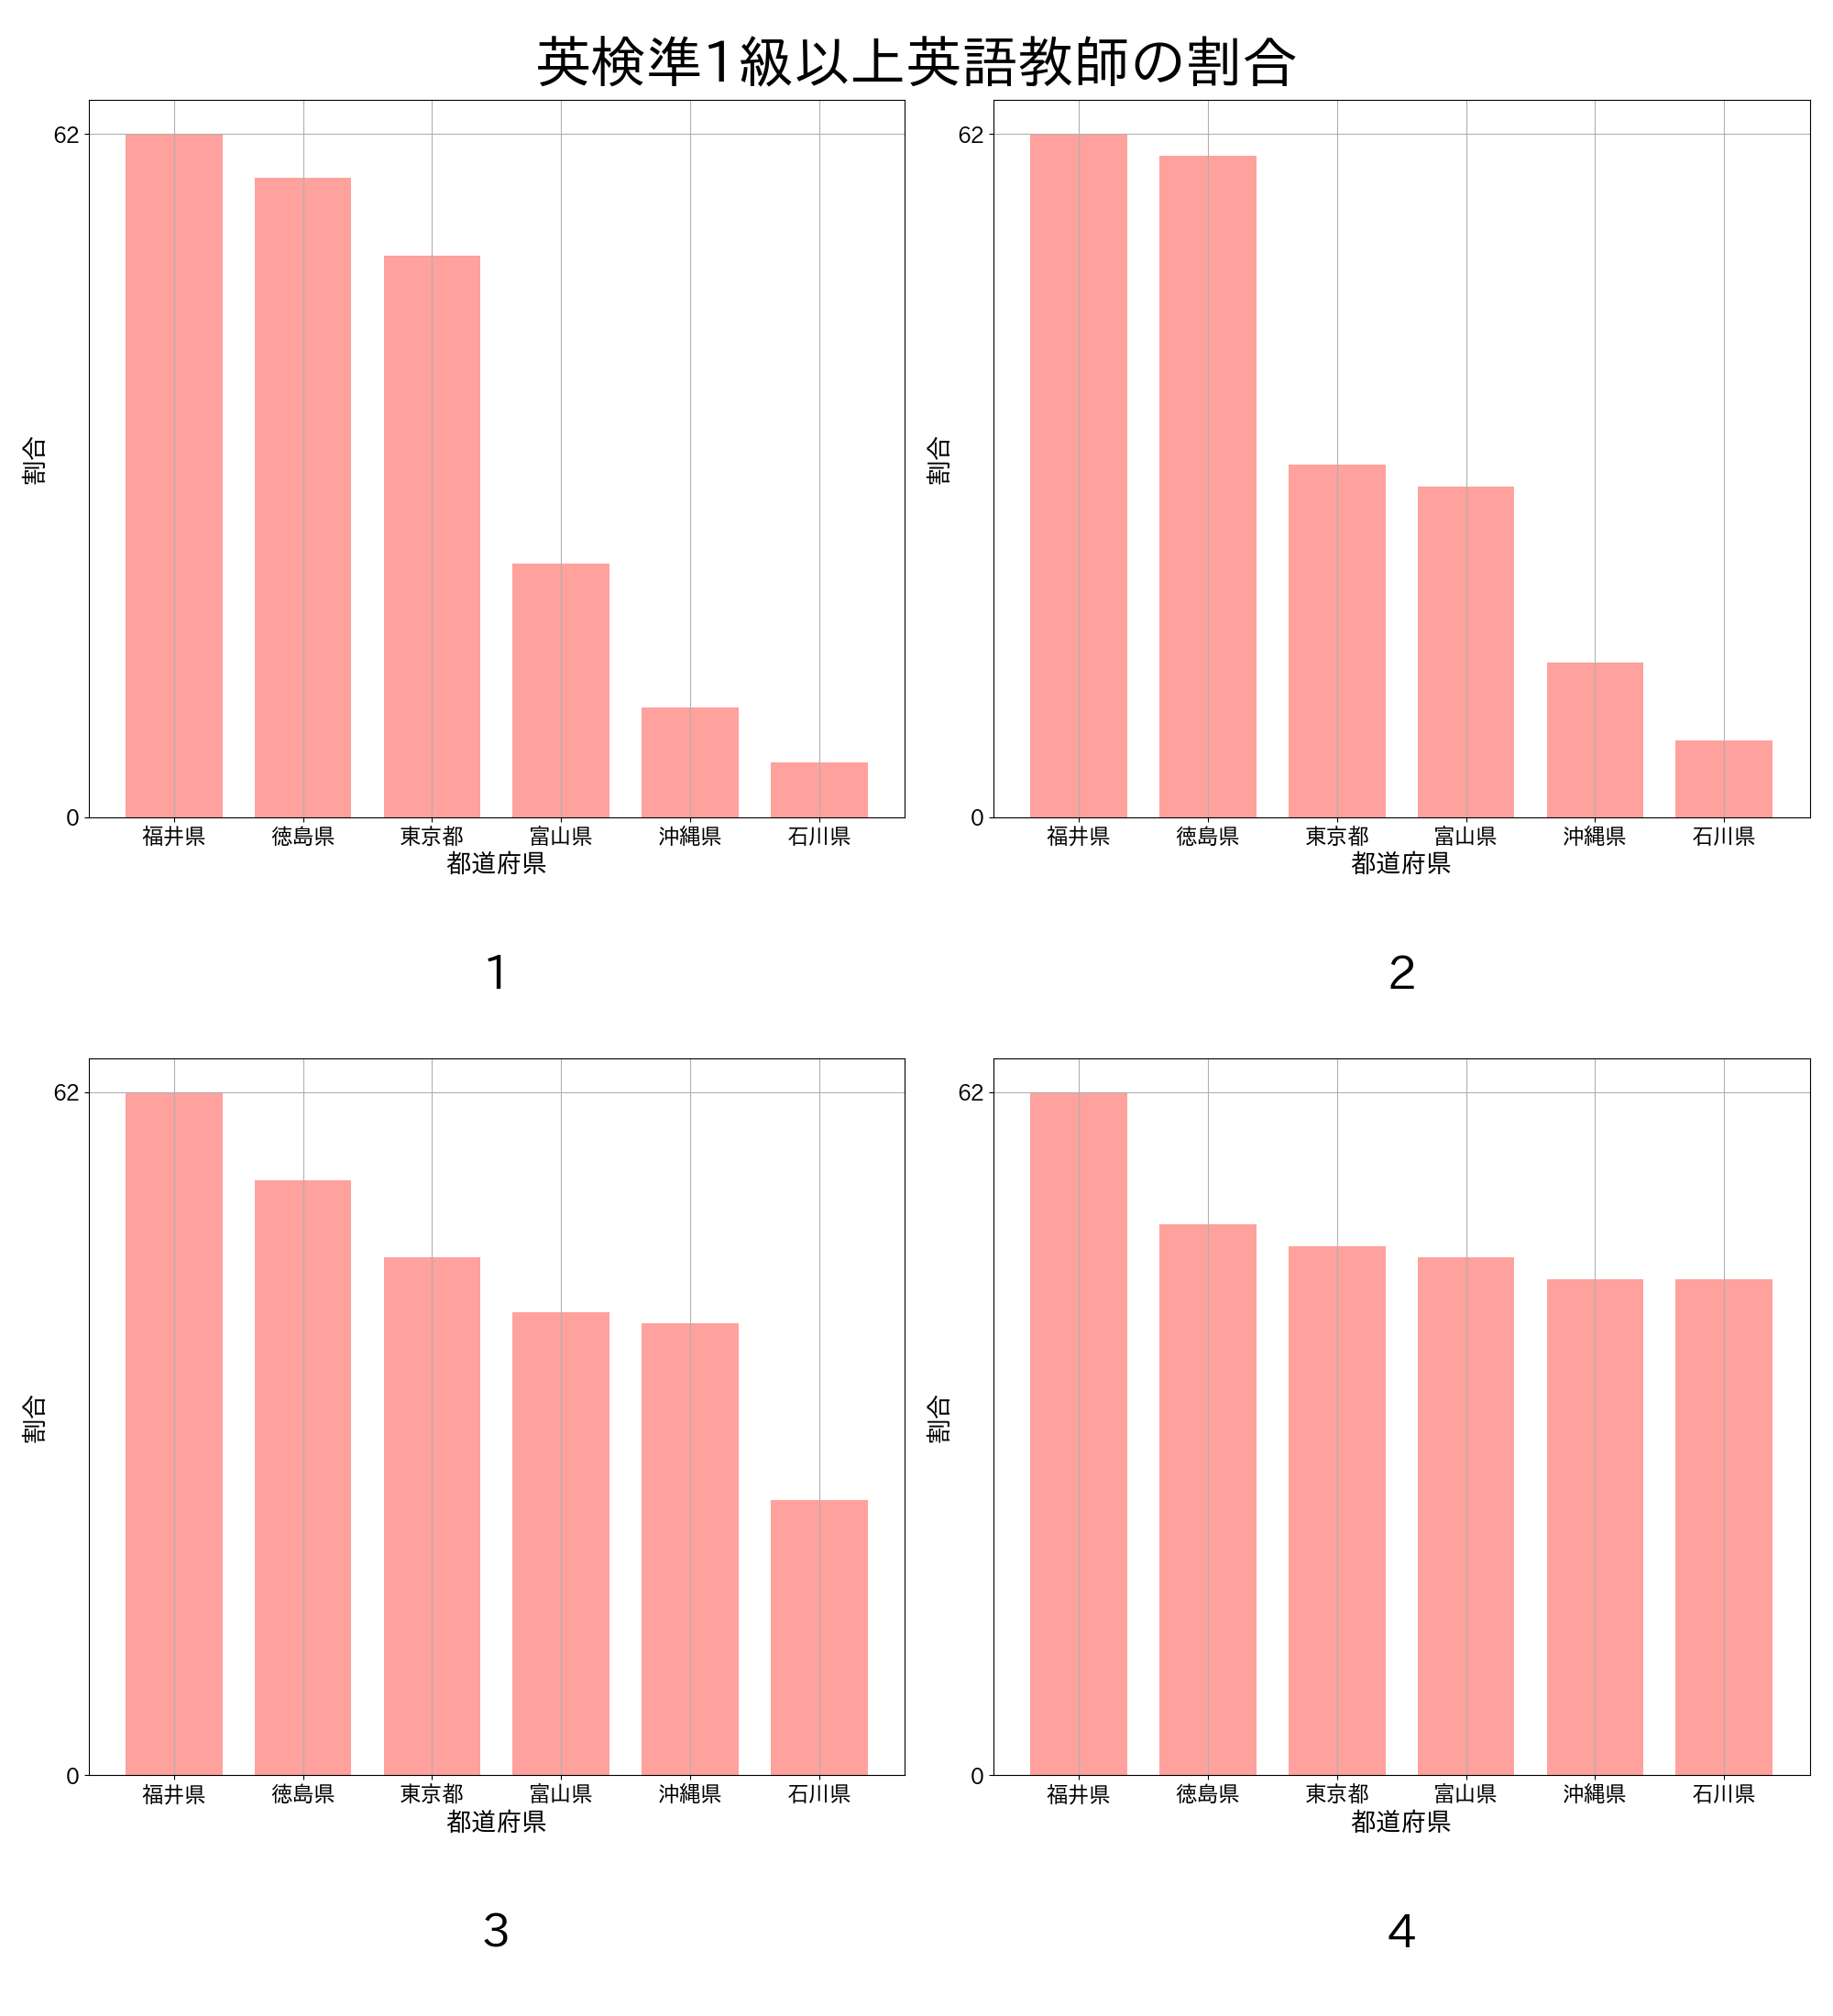 英検準1級以上英語教師の割合
62
0
割合
福井県 徳島県 東京都 富山県 沖縄県 石川県
都道府県
1
62
0
割合
福井県 徳島県 東京都 富山県 沖縄県 石川県
都道府県
2
62
0
割合
福井県 徳島県 東京都 富山県 沖縄県 石川県
都道府県
3
62
0
割合
福井県 徳島県 東京都 富山県 沖縄県 石川県
都道府県
4